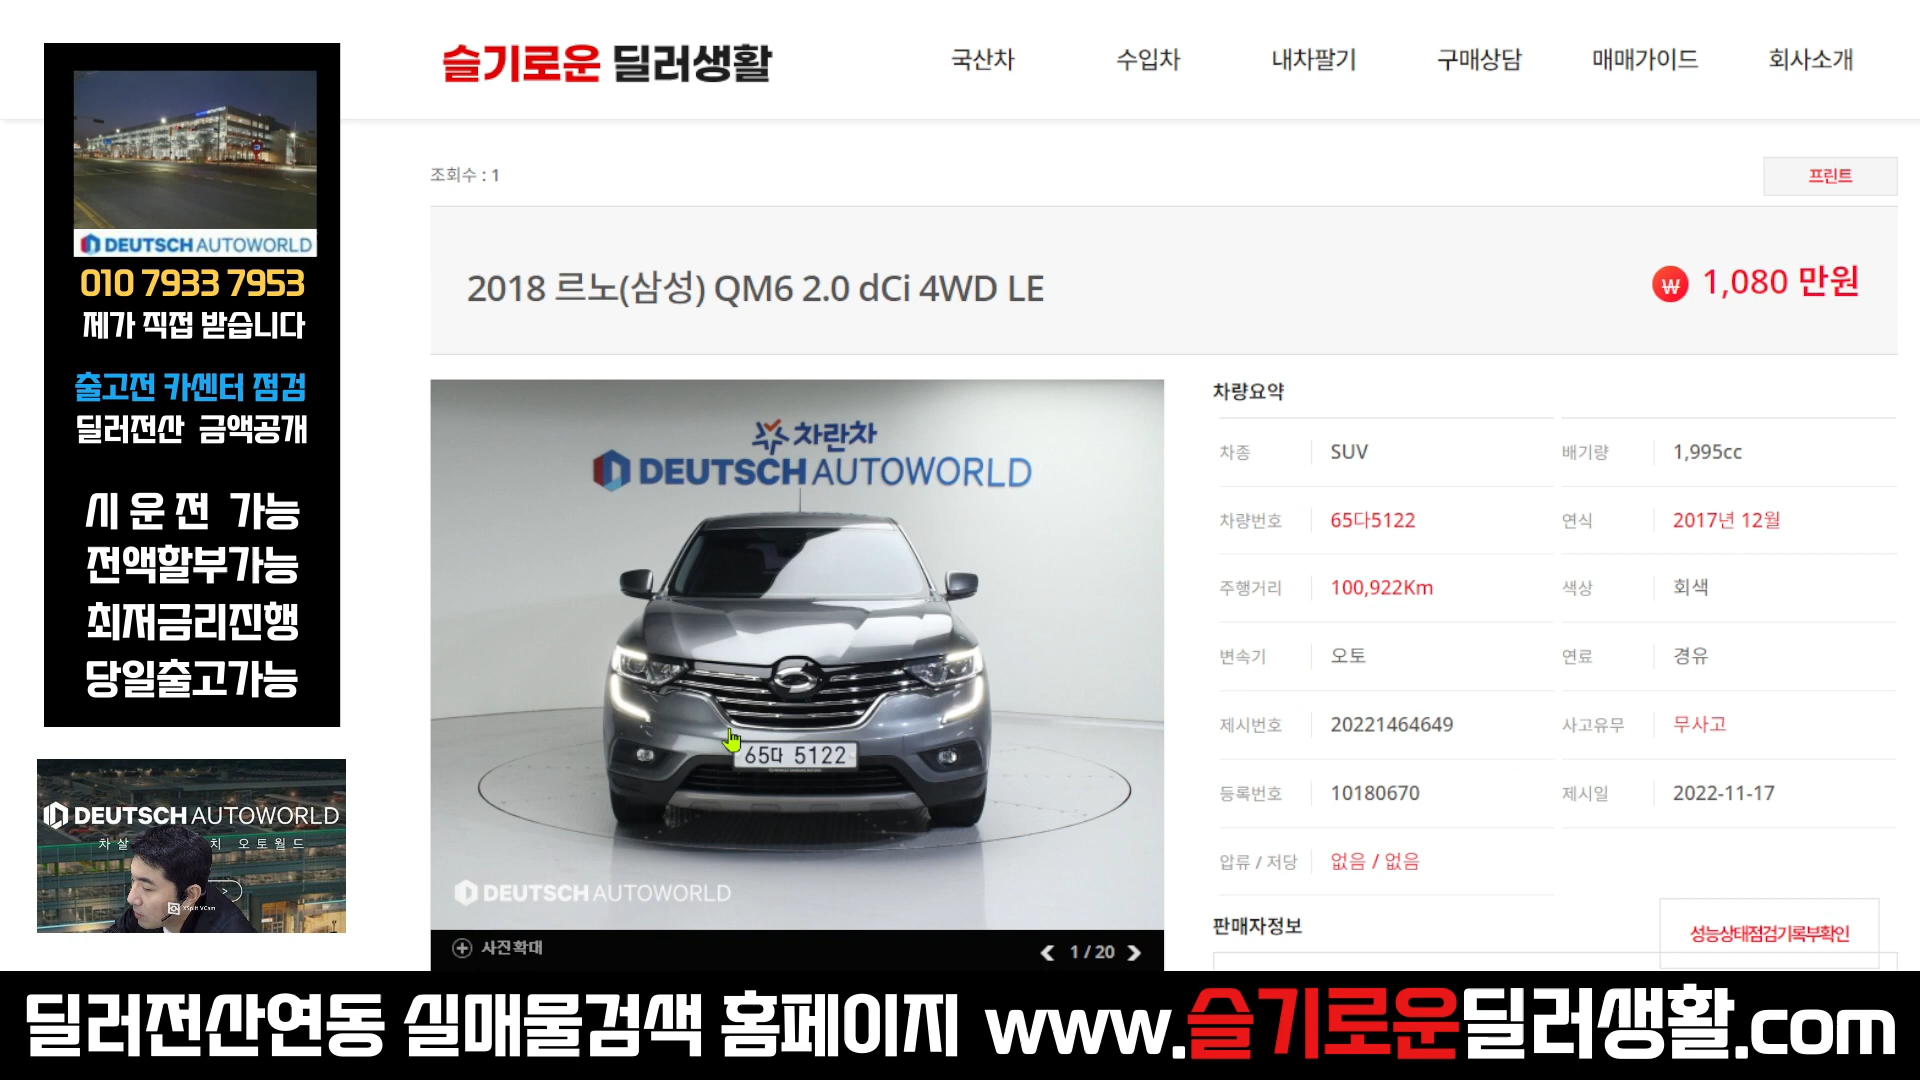 슬기로운 딜러생활
국산차 수입차 내차팔기 구매상담 매매가이드 회사소개
DEUTSCH AUTOWORLD
010 7933 7953
제가 직접 받습니다
출고전 카센터 점검
딜러전산 금액공개
시 운 전 가능
전액할부가능
최저금리진행
당일출고가능
조회수 : 1
프린트
2018 르노(삼성) QM6 2.0 dCi 4WD LE
₩ 1,080 만원
차란차
DEUTSCH AUTOWORLD
65다 5122
DEUTSCH AUTOWORLD
사진확대
1 / 20
차량요약
차종 SUV 배기량 1,995cc
차량번호 65다5122 연식 2017년 12월
주행거리 100,922Km 색상 회색
변속기 오토 연료 경유
제시번호 20221464649 사고유무 무사고
등록번호 10180670 제시일 2022-11-17
압류 / 저당 없음 / 없음
판매자정보
성능상태점검기록부확인
DEUTSCH AUTOWORLD
차 살 치 오 토 월 드
XSplit VCam
딜러전산연동 실매물검색 홈페이지 www.슬기로운딜러생활.com